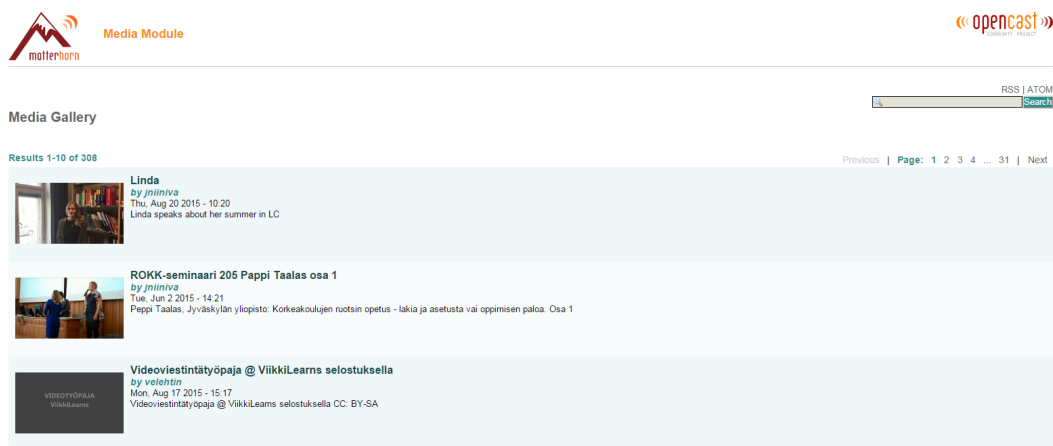 matterhorn
Media Module
opencast
COMMUNITY PROJECT
RSS | ATOM
Search
Media Gallery
Results 1-10 of 308
Previous | Page: 1 2 3 4 ... 31 | Next
Linda
by jniiniva
Thu, Aug 20 2015 - 10:20
Linda speaks about her summer in LC
ROKK-seminaari 205 Pappi Taalas osa 1
by jniiniva
Tue, Jun 2 2015 - 14:21
Peppi Taalas, Jyväskylän yliopisto: Korkeakoulujen ruotsin opetus - lakia ja asetusta vai oppimisen paloa. Osa 1
VIDEOTYÖPAJA
ViikkiLearns
Videoviestintätyöpaja @ ViikkiLearns selostuksella
by velehtin
Mon, Aug 17 2015 - 15:17
Videoviestintätyöpaja @ ViikkiLearns selostuksella CC: BY-SA